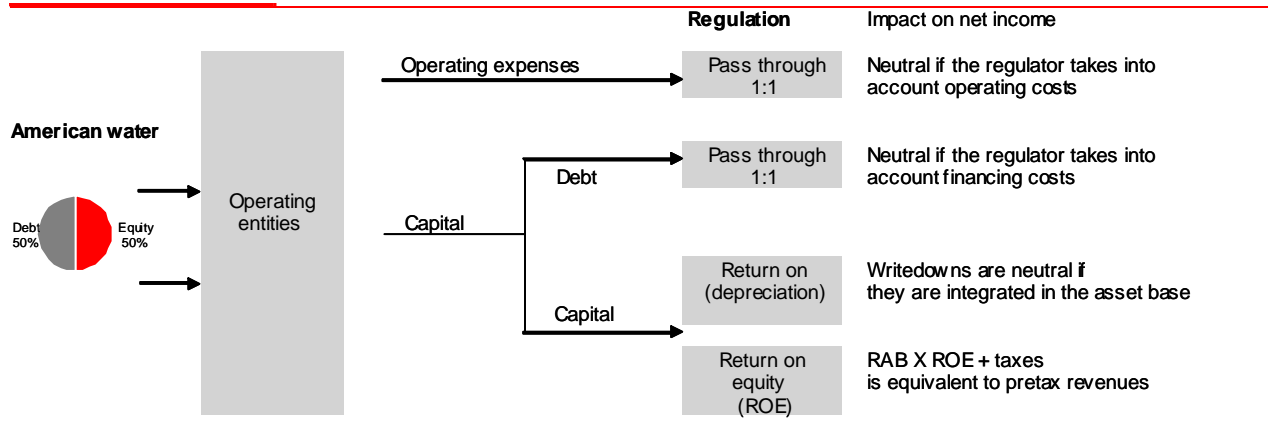 Regulation
Impact on net income
Operating expenses
Pass through
1:1
Neutral if the regulator takes into
account operating costs
American water
Debt
50%
Equity
50%
Operating
entities
Capital
Debt
Pass through
1:1
Neutral if the regulator takes into
account financing costs
Capital
Return on
(depreciation)
Writedowns are neutral if
they are integrated in the asset base
Return on
equity
(ROE)
RAB X ROE + taxes
is equivalent to pretax revenues